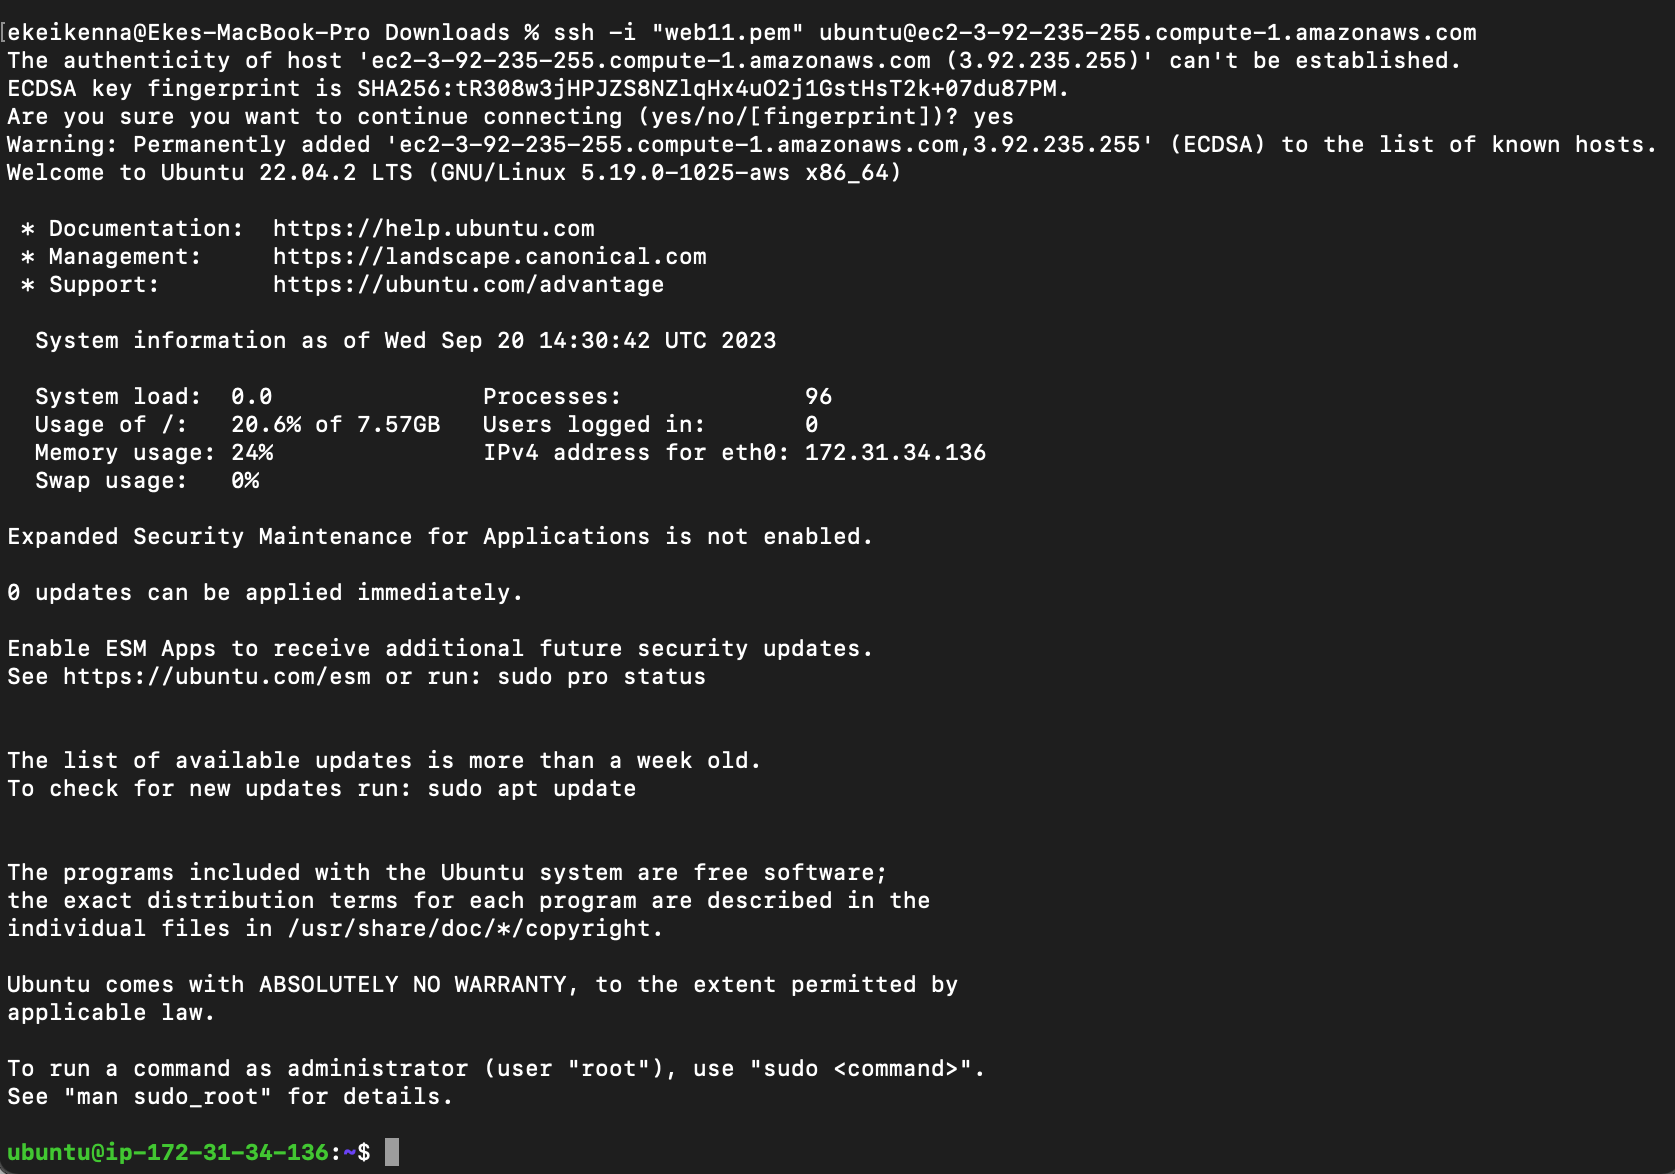 [ekeikenna@Ekes-MacBook-Pro Downloads % ssh -i "web11.pem" ubuntu@ec2-3-92-235-255.compute-1.amazonaws.com
The authenticity of host 'ec2-3-92-235-255.compute-1.amazonaws.com (3.92.235.255)' can't be established.
ECDSA key fingerprint is SHA256:tR308w3jHPJZS8NZlqHx4uO2j1GstHsT2k+07du87PM.
Are you sure you want to continue connecting (yes/no/[fingerprint])? yes
Warning: Permanently added 'ec2-3-92-235-255.compute-1.amazonaws.com,3.92.235.255' (ECDSA) to the list of known hosts.
Welcome to Ubuntu 22.04.2 LTS (GNU/Linux 5.19.0-1025-aws x86_64)

 * Documentation:  https://help.ubuntu.com
 * Management:     https://landscape.canonical.com
 * Support:        https://ubuntu.com/advantage

  System information as of Wed Sep 20 14:30:42 UTC 2023

  System load:  0.0               Processes:             96
  Usage of /:   20.6% of 7.57GB   Users logged in:       0
  Memory usage: 24%               IPv4 address for eth0: 172.31.34.136
  Swap usage:   0%

Expanded Security Maintenance for Applications is not enabled.

0 updates can be applied immediately.

Enable ESM Apps to receive additional future security updates.
See https://ubuntu.com/esm or run: sudo pro status

The list of available updates is more than a week old.
To check for new updates run: sudo apt update

The programs included with the Ubuntu system are free software;
the exact distribution terms for each program are described in the
individual files in /usr/share/doc/*/copyright.

Ubuntu comes with ABSOLUTELY NO WARRANTY, to the extent permitted by
applicable law.

To run a command as administrator (user "root"), use "sudo <command>".
See "man sudo_root" for details.

ubuntu@ip-172-31-34-136:~$